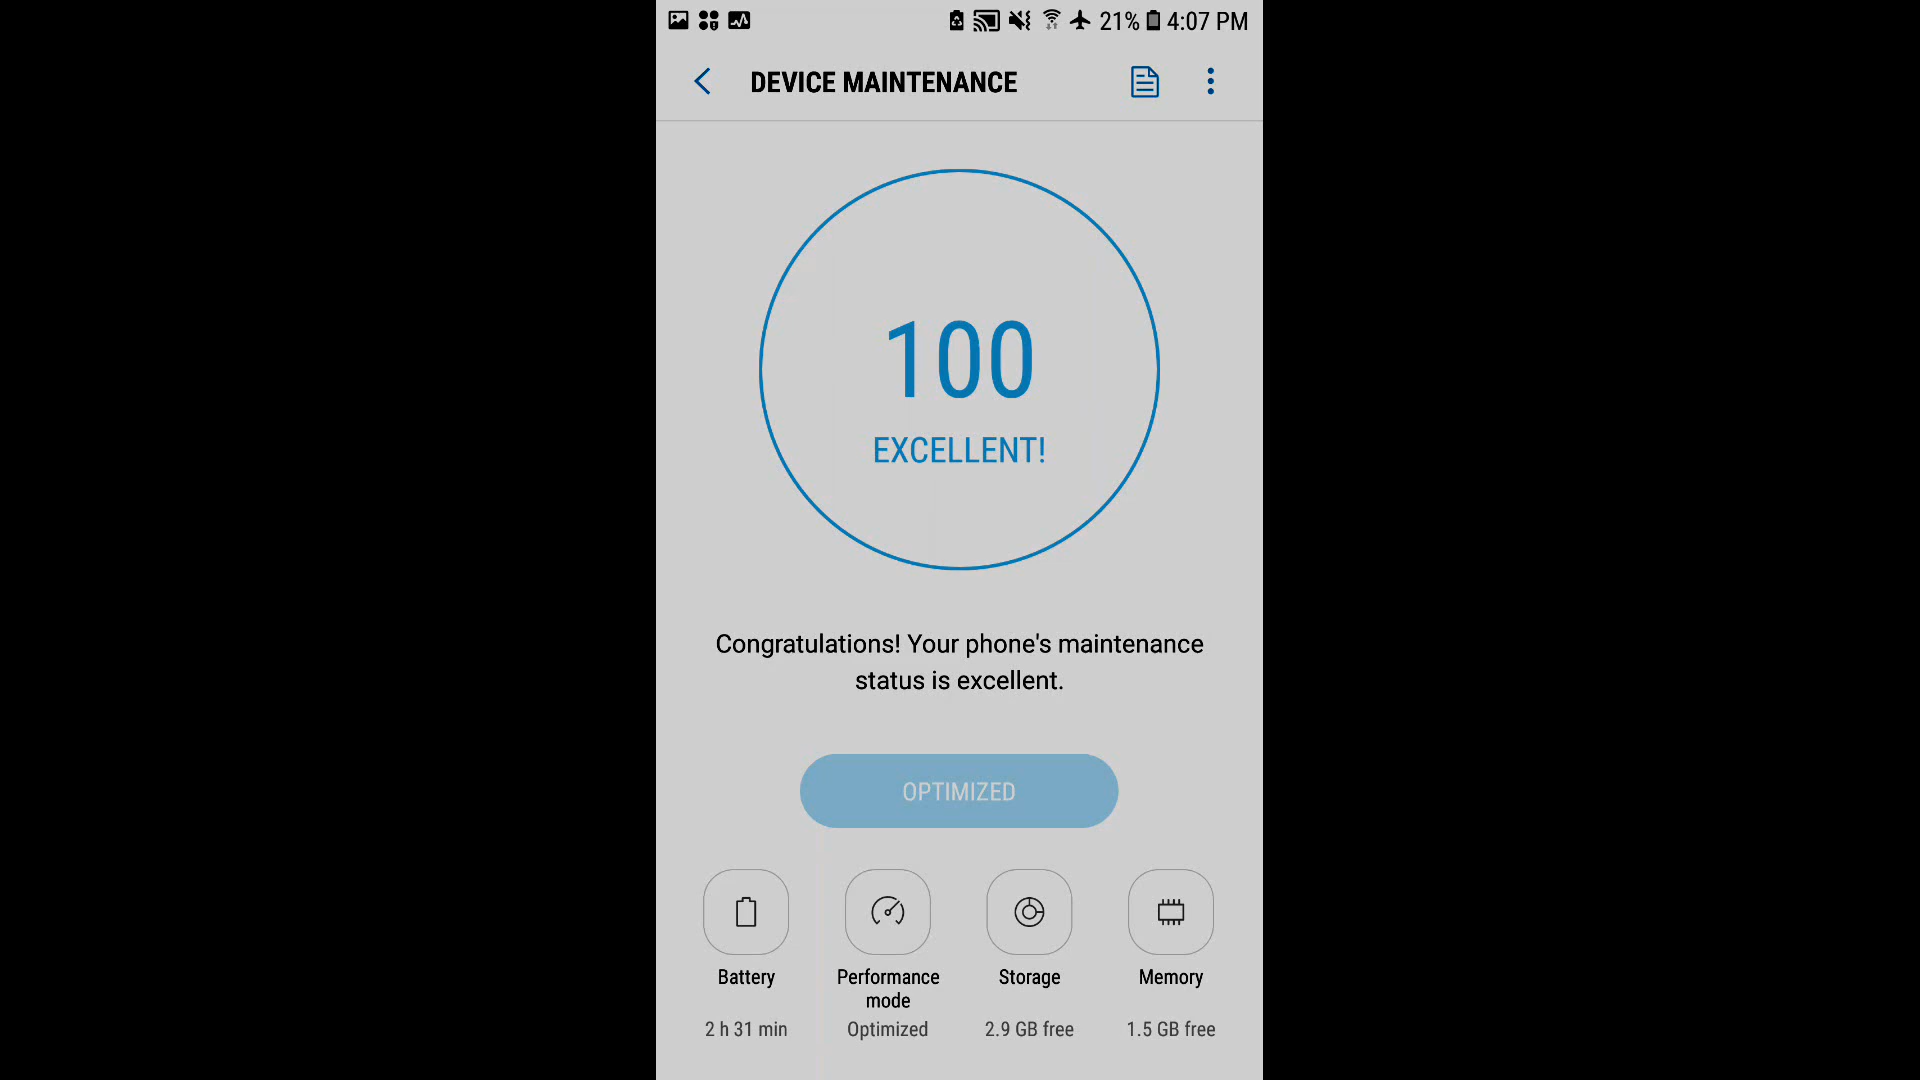 21% 4:07 PM
DEVICE MAINTENANCE
100
EXCELLENT!
Congratulations! Your phone's maintenance
status is excellent.
OPTIMIZED
Battery
2 h 31 min
Performance
mode
Optimized
Storage
2.9 GB free
Memory
1.5 GB free